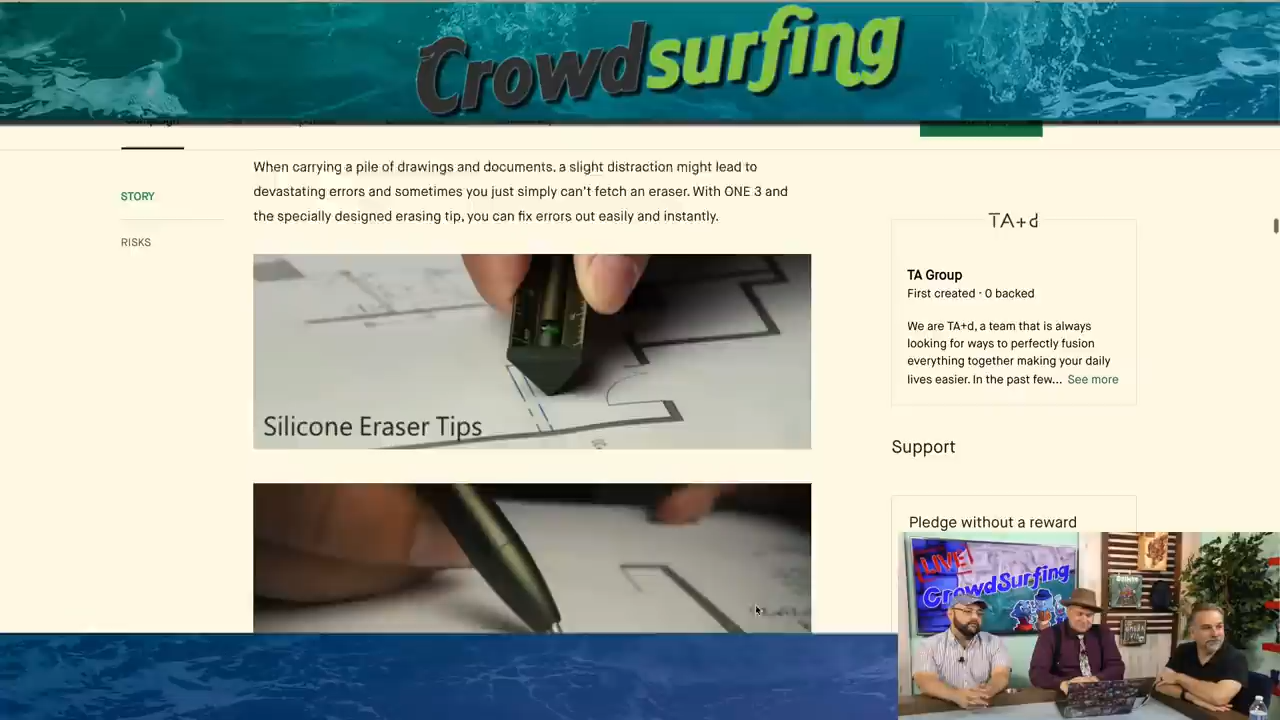 Crowdsurfing
When carrying a pile of drawings and documents, a slight distraction might lead to
devastating errors and sometimes you just simply can't fetch an eraser. With ONE 3 and
the specially designed erasing tip, you can fix errors out easily and instantly.
STORY
RISKS
Silicone Eraser Tips
TA+d
TA Group
First created · 0 backed
We are TA+d, a team that is always
looking for ways to perfectly fusion
everything together making your daily
lives easier. In the past few... See more
Support
Pledge without a reward
LIVE
CrowdSurfing